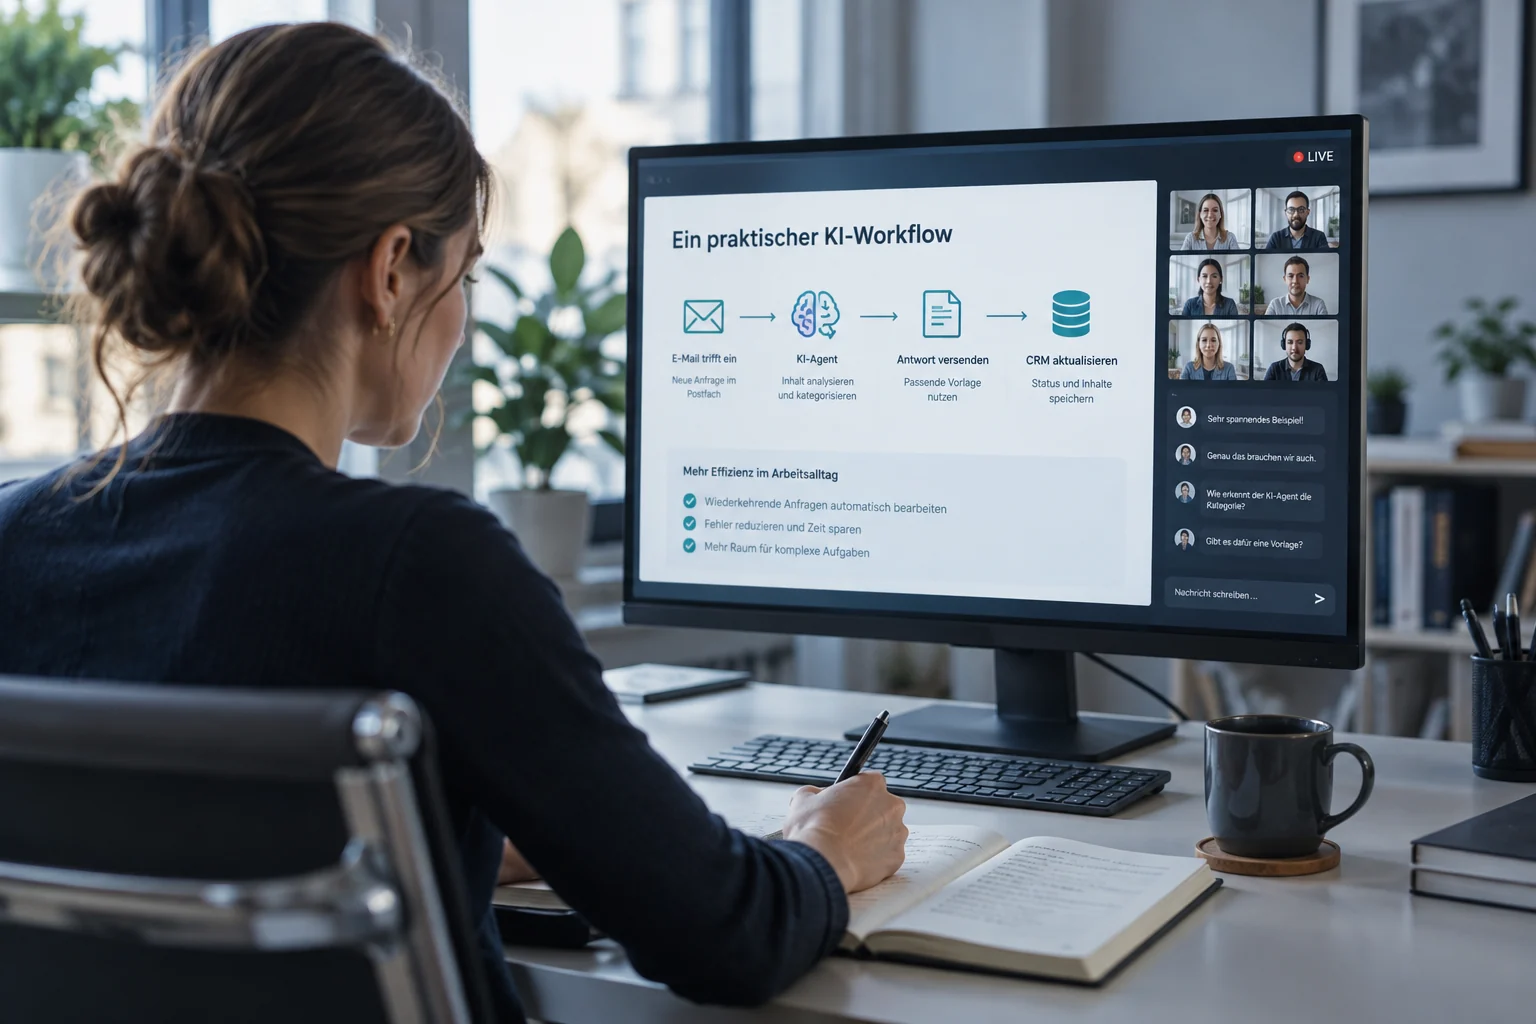 LIVE
Ein praktischer KI-Workflow
E-Mail trifft ein
Neue Anfrage im
Postfach
KI-Agent
Inhalt analysieren
und kategorisieren
Antwort versenden
Passende Vorlage
nutzen
CRM aktualisieren
Status und Inhalte
speichern
Mehr Effizienz im Arbeitsalltag
Wiederkehrende Anfragen automatisch bearbeiten
Fehler reduzieren und Zeit sparen
Mehr Raum für komplexe Aufgaben
Sehr spannendes Beispiel!
Genau das brauchen wir auch.
Wie erkennt der KI-Agent die
Kategorie?
Gibt es dafür eine Vorlage?
Nachricht schreiben...